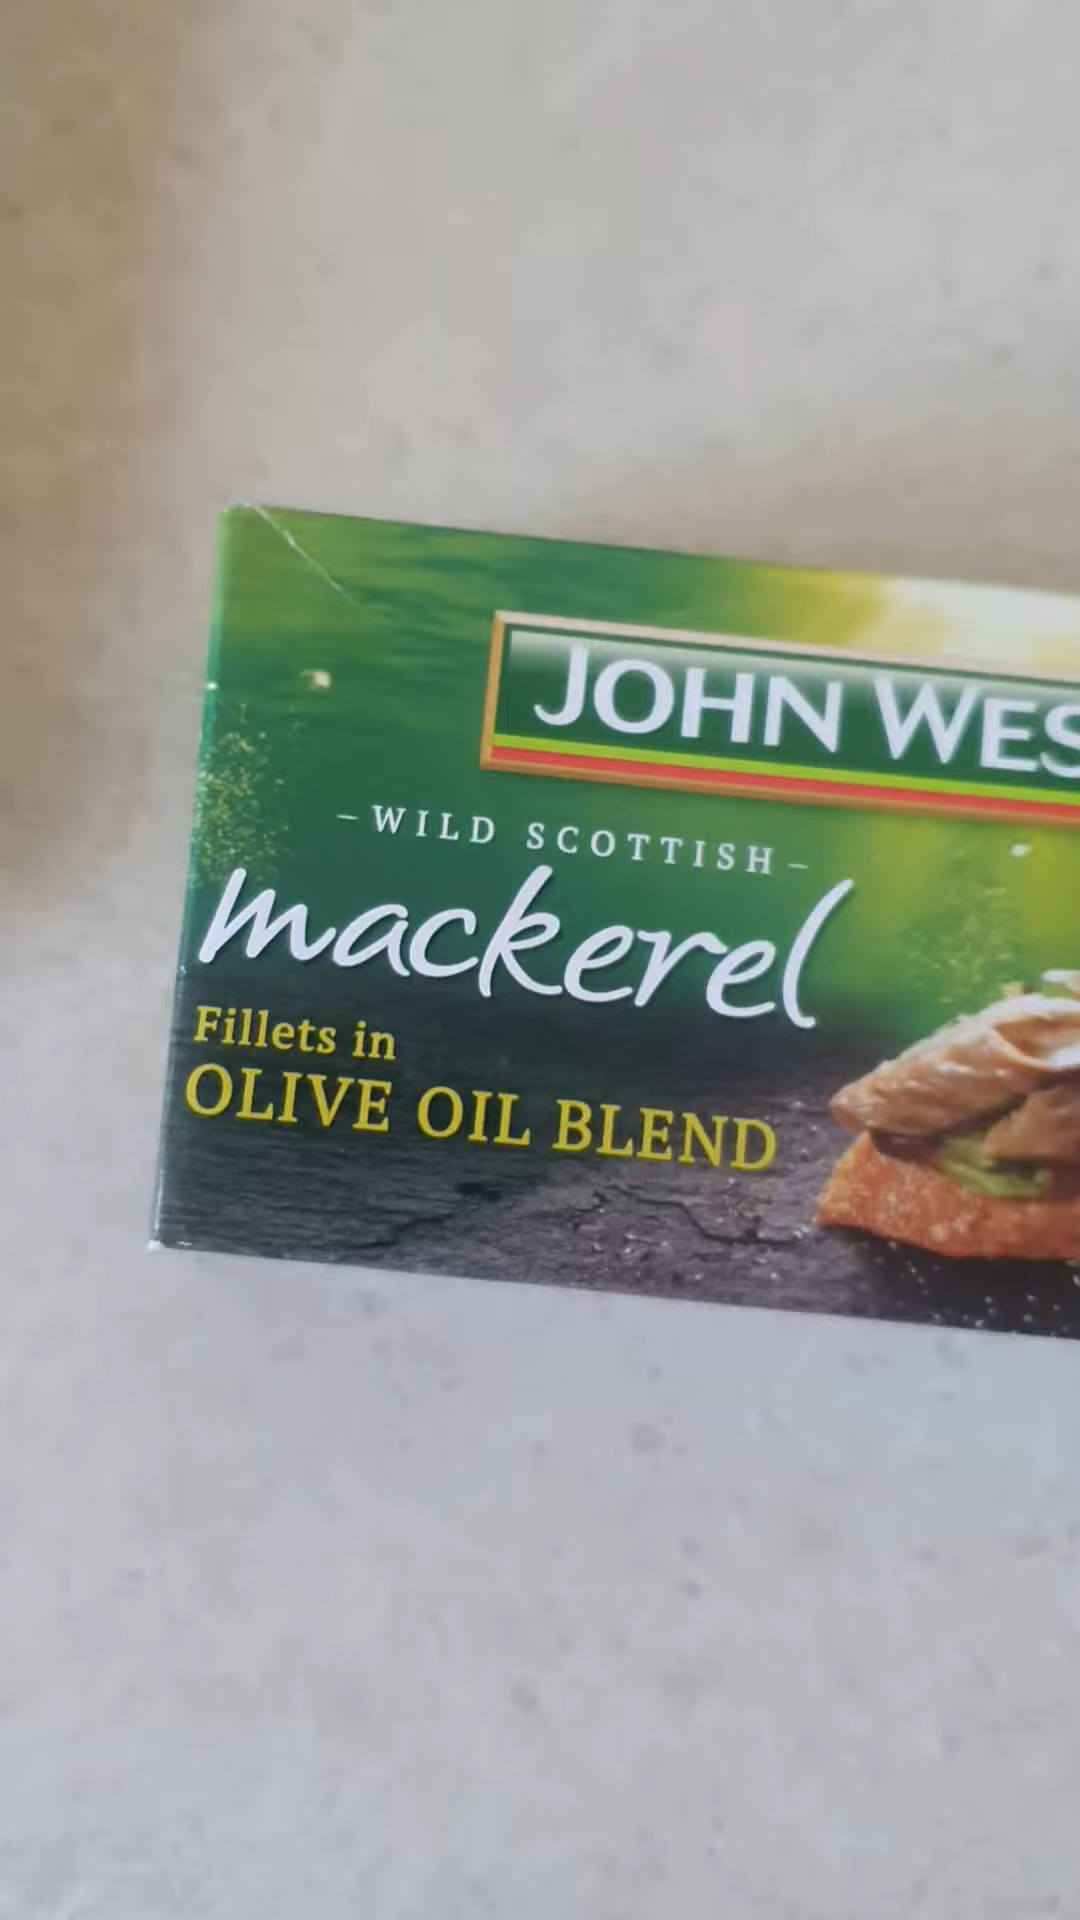 JOHN WES
– WILD SCOTTISH –
mackerel
Fillets in
OLIVE OIL BLEND